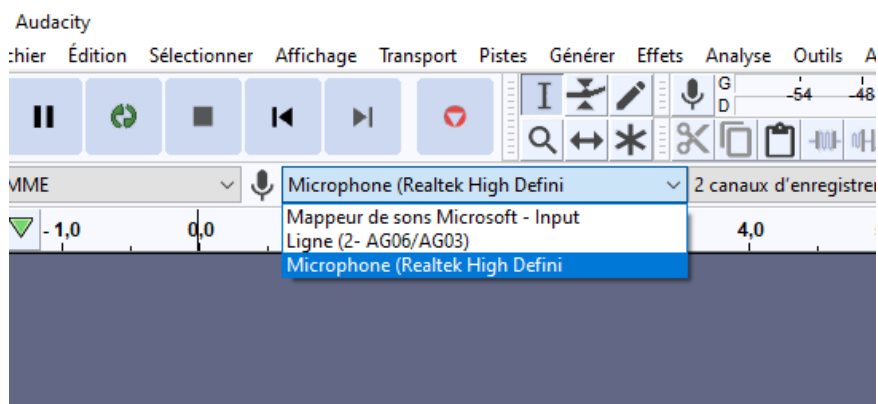 Audacity
chier Édition Sélectionner Affichage Transport Pistes Générer Effets Analyse Outils A
G -54 -48
D
MME Microphone (Realtek High Defini 2 canaux d'enregistrer
Mappeur de sons Microsoft - Input
-1,0 0,0 4,0
Ligne (2- AG06/AG03)
Microphone (Realtek High Defini